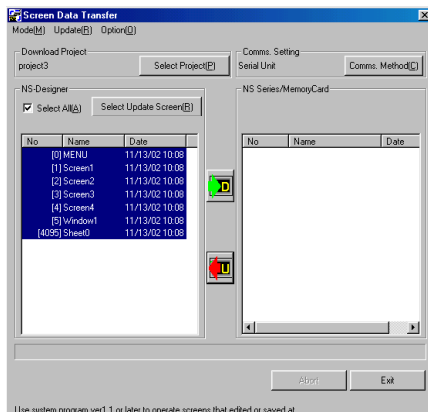 Screen Data Transfer
Mode[M] Update[R] Option[O]
Download Project
project3
Select Project[P]
Comms. Setting
Serial Unit
Comms. Method[C]
NS-Designer
Select All[A]
Select Update Screen[R]
No Name Date
[0] MENU 11/13/02 10:08
[1] Screen1 11/13/02 10:08
[2] Screen2 11/13/02 10:08
[3] Screen3 11/13/02 10:08
[4] Screen4 11/13/02 10:08
[5] Window1 11/13/02 10:08
[4095] Sheet0 11/13/02 10:08
D
U
NS Series/MemoryCard
No Name Date
Abort
Exit
Use system program ver1.1 or later to operate screens that edited or saved at